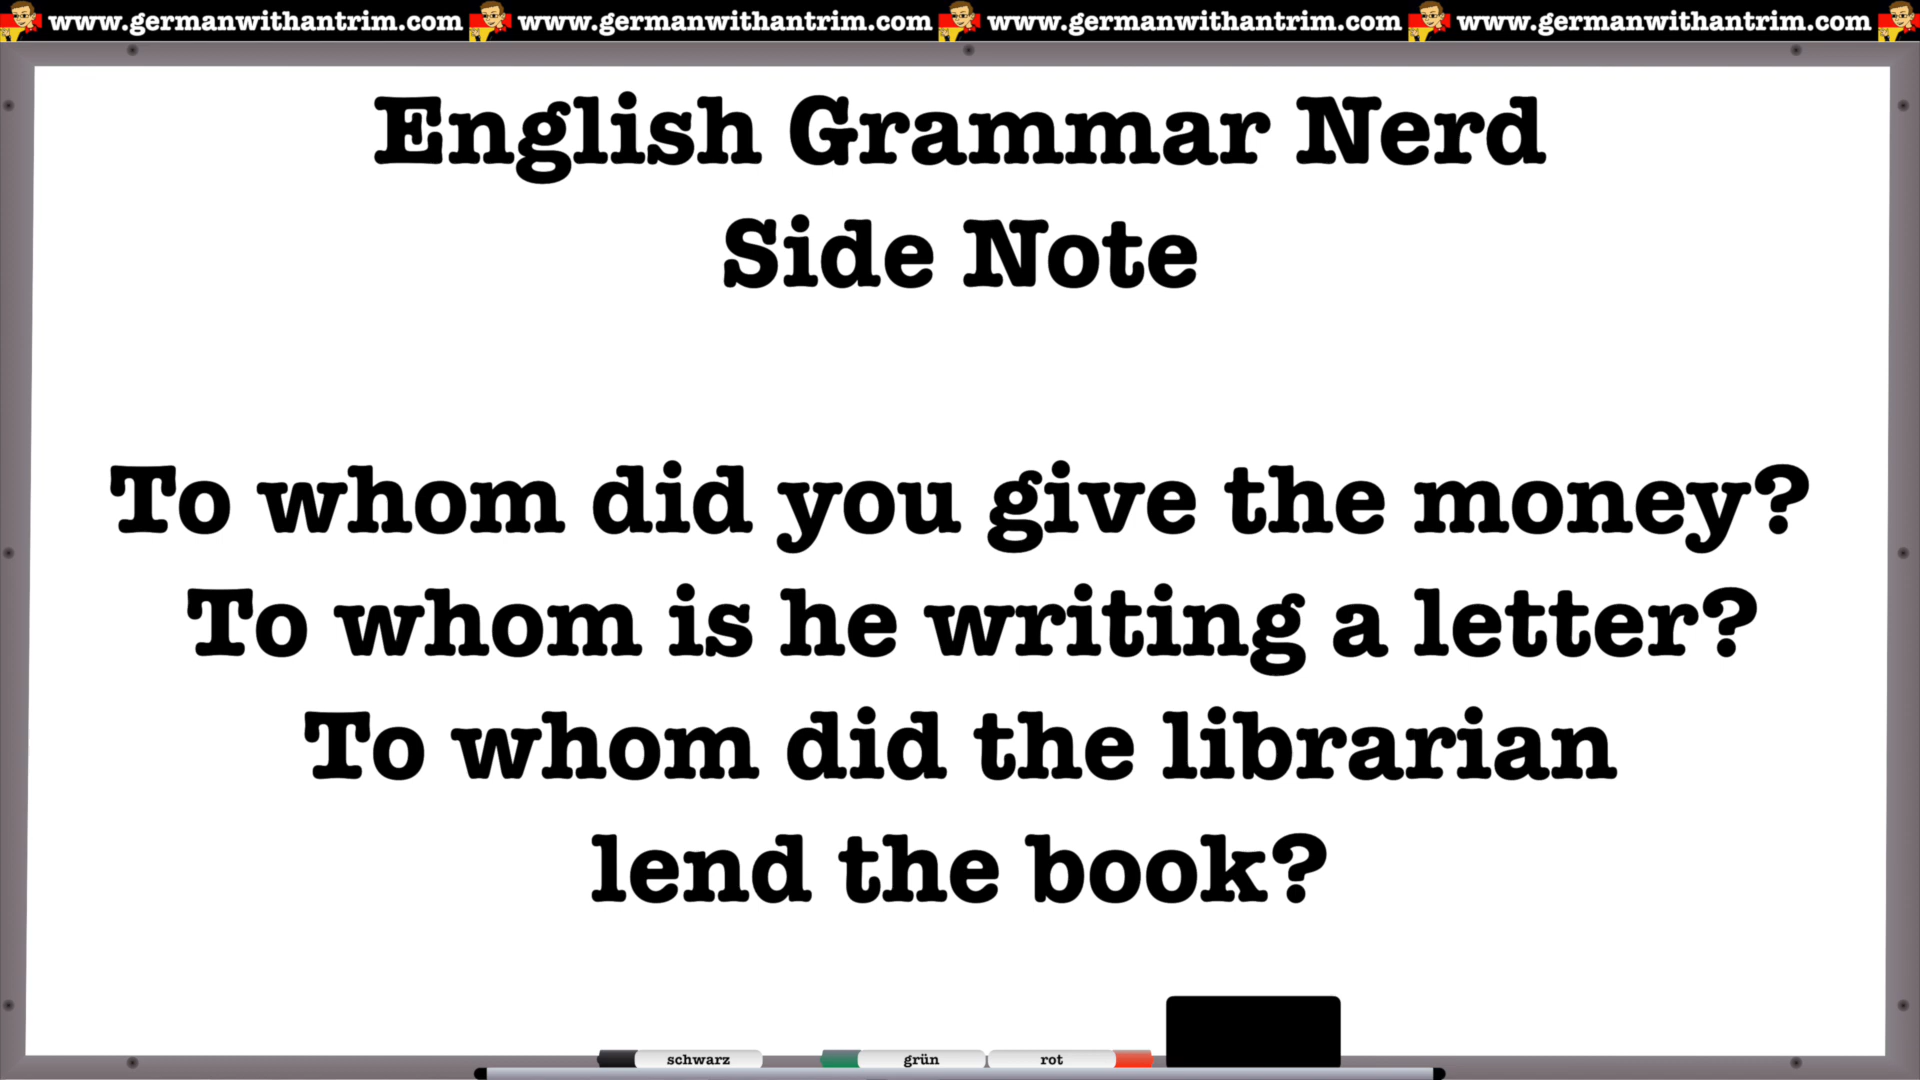 www.germanwithantrim.com www.germanwithantrim.com www.germanwithantrim.com www.germanwithantrim.com
English Grammar Nerd
Side Note
To whom did you give the money?
To whom is he writing a letter?
To whom did the librarian
lend the book?
schwarz grün rot